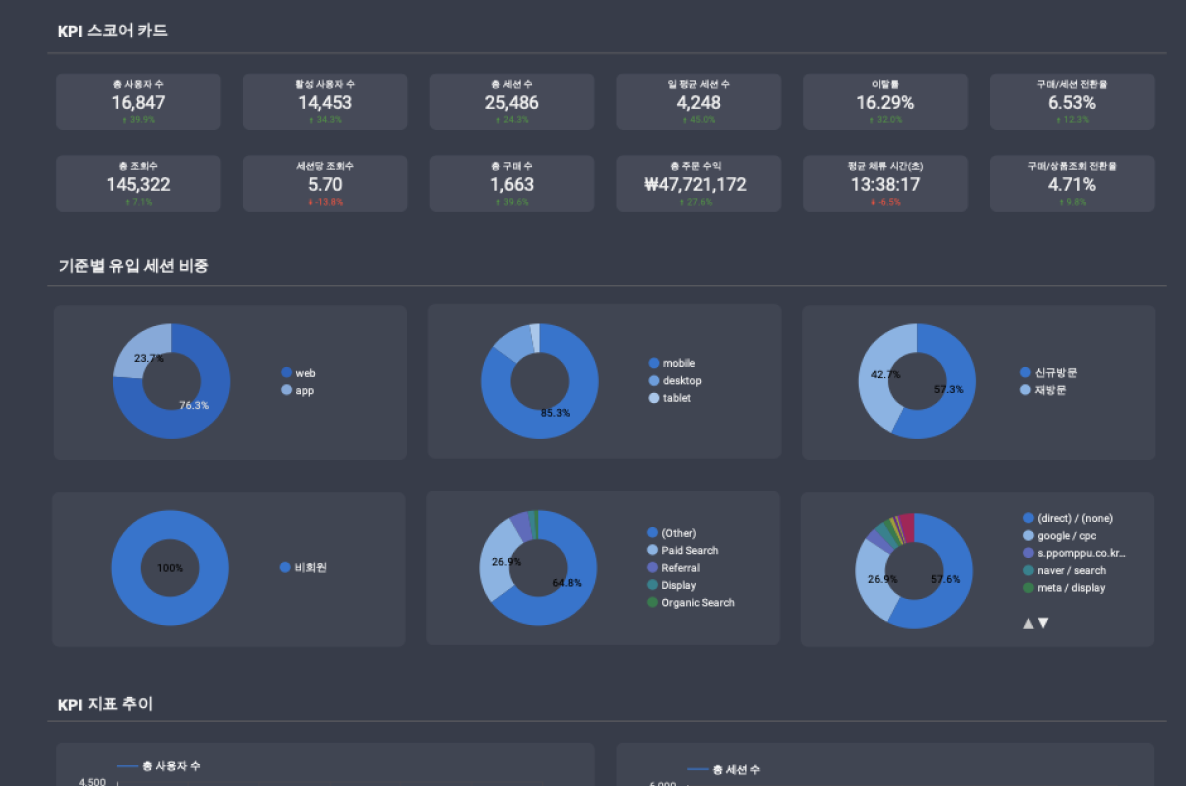 KPI 스코어 카드
총 사용자 수
16,847
↑ 39.9%
활성 사용자 수
14,453
↑ 34.3%
총 세션 수
25,486
↑ 24.3%
일 평균 세션 수
4,248
↑ 45.0%
이탈률
16.29%
↑ 32.0%
구매/세션 전환율
6.53%
↑ 12.3%
총 조회수
145,322
↑ 7.1%
세션당 조회수
5.70
↓ -13.8%
총 구매 수
1,663
↑ 39.6%
총 주문 수익
₩47,721,172
↑ 27.6%
평균 체류 시간(초)
13:38:17
↓ -6.5%
구매/상품조회 전환율
4.71%
↑ 9.8%
기준별 유입 세션 비중
23.7%
76.3%
web
app
85.3%
mobile
desktop
tablet
42.7%
57.3%
신규방문
재방문
100%
비회원
26.9%
64.8%
(Other)
Paid Search
Referral
Display
Organic Search
26.9%
57.6%
(direct) / (none)
google / cpc
s.ppomppu.co.kr...
naver / search
meta / display
KPI 지표 추이
총 사용자 수
4,500
총 세션 수
6,000